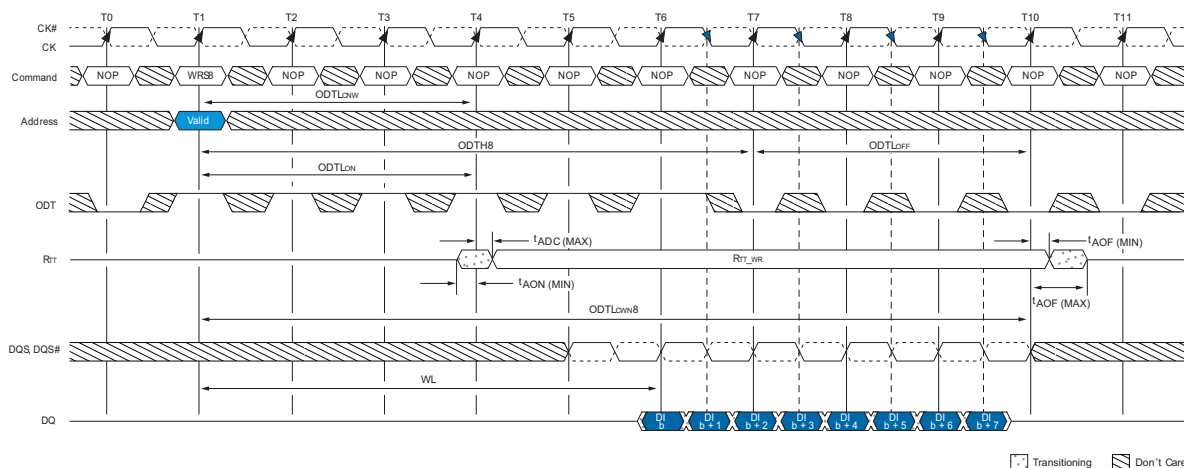 T0 T1 T2 T3 T4 T5 T6 T7 T8 T9 T10 T11
CK#
CK
Command NOP WRS8 NOP NOP NOP NOP NOP NOP NOP NOP NOP NOP
ODTLCNW
Address Valid
ODTH8 ODTLOFF
ODTLON
ODT
tADC (MAX) tAOF (MIN)
RTT RTT_WR
tAON (MIN) tAOF (MAX)
ODTLCWN8
DQS, DQS#
WL
DQ DI b DI b + 1 DI b + 2 DI b + 3 DI b + 4 DI b + 5 DI b + 6 DI b + 7
Transitioning Don't Care